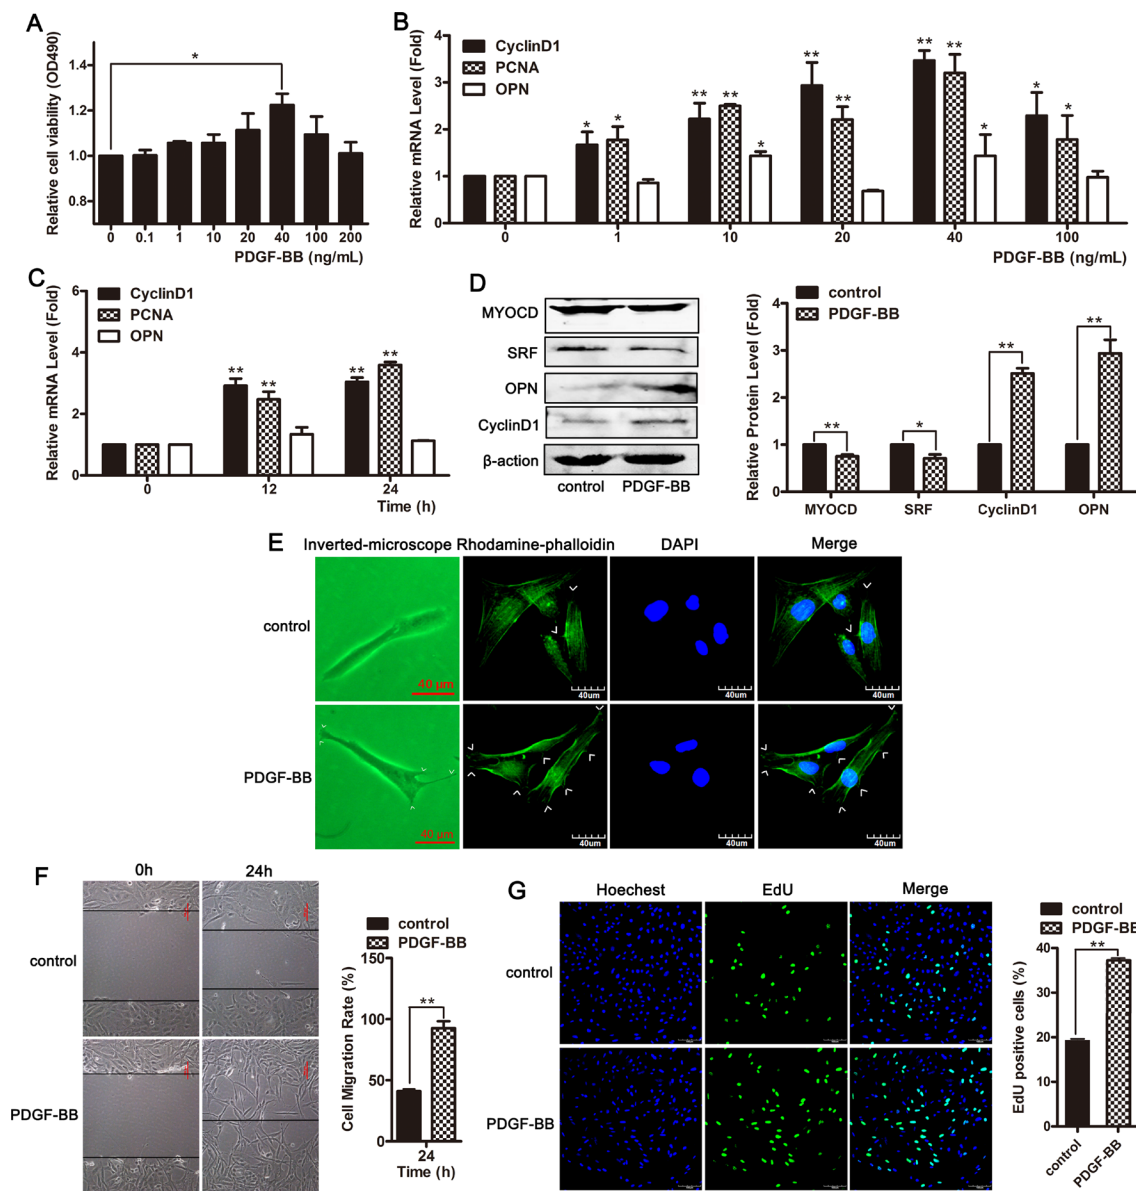 A
Relative cell viability (OD490)
1.4
1.2
1.0
0.8
*
0 0.1 1 10 20 40 100 200
PDGF-BB (ng/mL)
B
Relative mRNA Level (Fold)
4
3
2
1
0
CyclinD1
PCNA
OPN
* * ** ** * ** ** ** ** * * *
0 1 10 20 40 100
PDGF-BB (ng/mL)
C
Relative mRNA Level (Fold)
6
4
2
0
CyclinD1
PCNA
OPN
** ** ** **
0 12 24
Time (h)
D
MYOCD
SRF
OPN
CyclinD1
β-action
control PDGF-BB
Relative Protein Level (Fold)
4
3
2
1
0
control
PDGF-BB
** * ** **
MYOCD SRF CyclinD1 OPN
E
Inverted-microscope Rhodamine-phalloidin DAPI Merge
control
40 µm 40um 40um 40um
PDGF-BB
40 µm 40um 40um 40um
F
0h 24h
control
PDGF-BB
control
PDGF-BB
Cell Migration Rate (%)
150
100
50
0
**
24
Time (h)
G
Hoechest EdU Merge
control
PDGF-BB
control
PDGF-BB
EdU positive cells (%)
40
30
20
10
0
**
control PDGF-BB